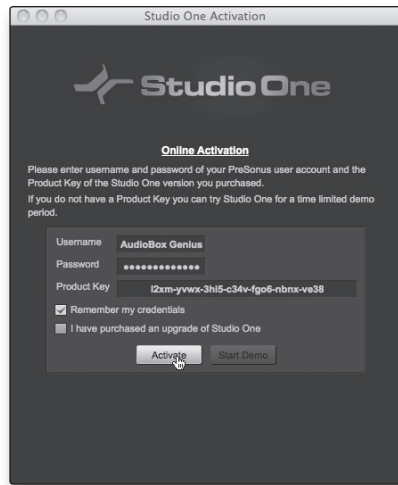 Studio One Activation
Studio One
Online Activation
Please enter username and password of your PreSonus user account and the
Product Key of the Studio One version you purchased.
If you do not have a Product Key you can try Studio One for a time limited demo
period.
Username AudioBox Genius
Password
Product Key l2xm-yvwx-3hi5-c34v-fgo6-nbnx-ve38
Remember my credentials
I have purchased an upgrade of Studio One
Activate Start Demo